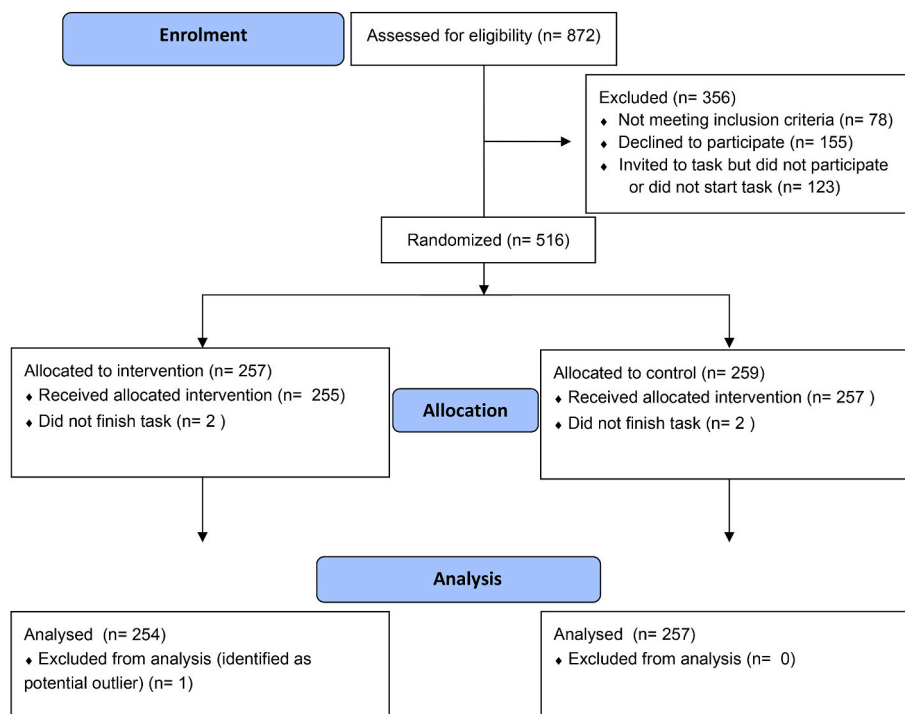 Enrolment
Assessed for eligibility (n= 872)
Excluded (n= 356)
♦ Not meeting inclusion criteria (n= 78)
♦ Declined to participate (n= 155)
♦ Invited to task but did not participate
or did not start task (n= 123)
Randomized (n= 516)
Allocated to intervention (n= 257)
♦ Received allocated intervention (n=  255)
♦ Did not finish task (n= 2 )
Allocation
Allocated to control (n= 259)
♦ Received allocated intervention (n= 257 )
♦ Did not finish task (n= 2 )
Analysis
Analysed  (n= 254)
♦ Excluded from analysis (identified as
potential outlier) (n= 1)
Analysed  (n= 257)
♦ Excluded from analysis (n=  0)